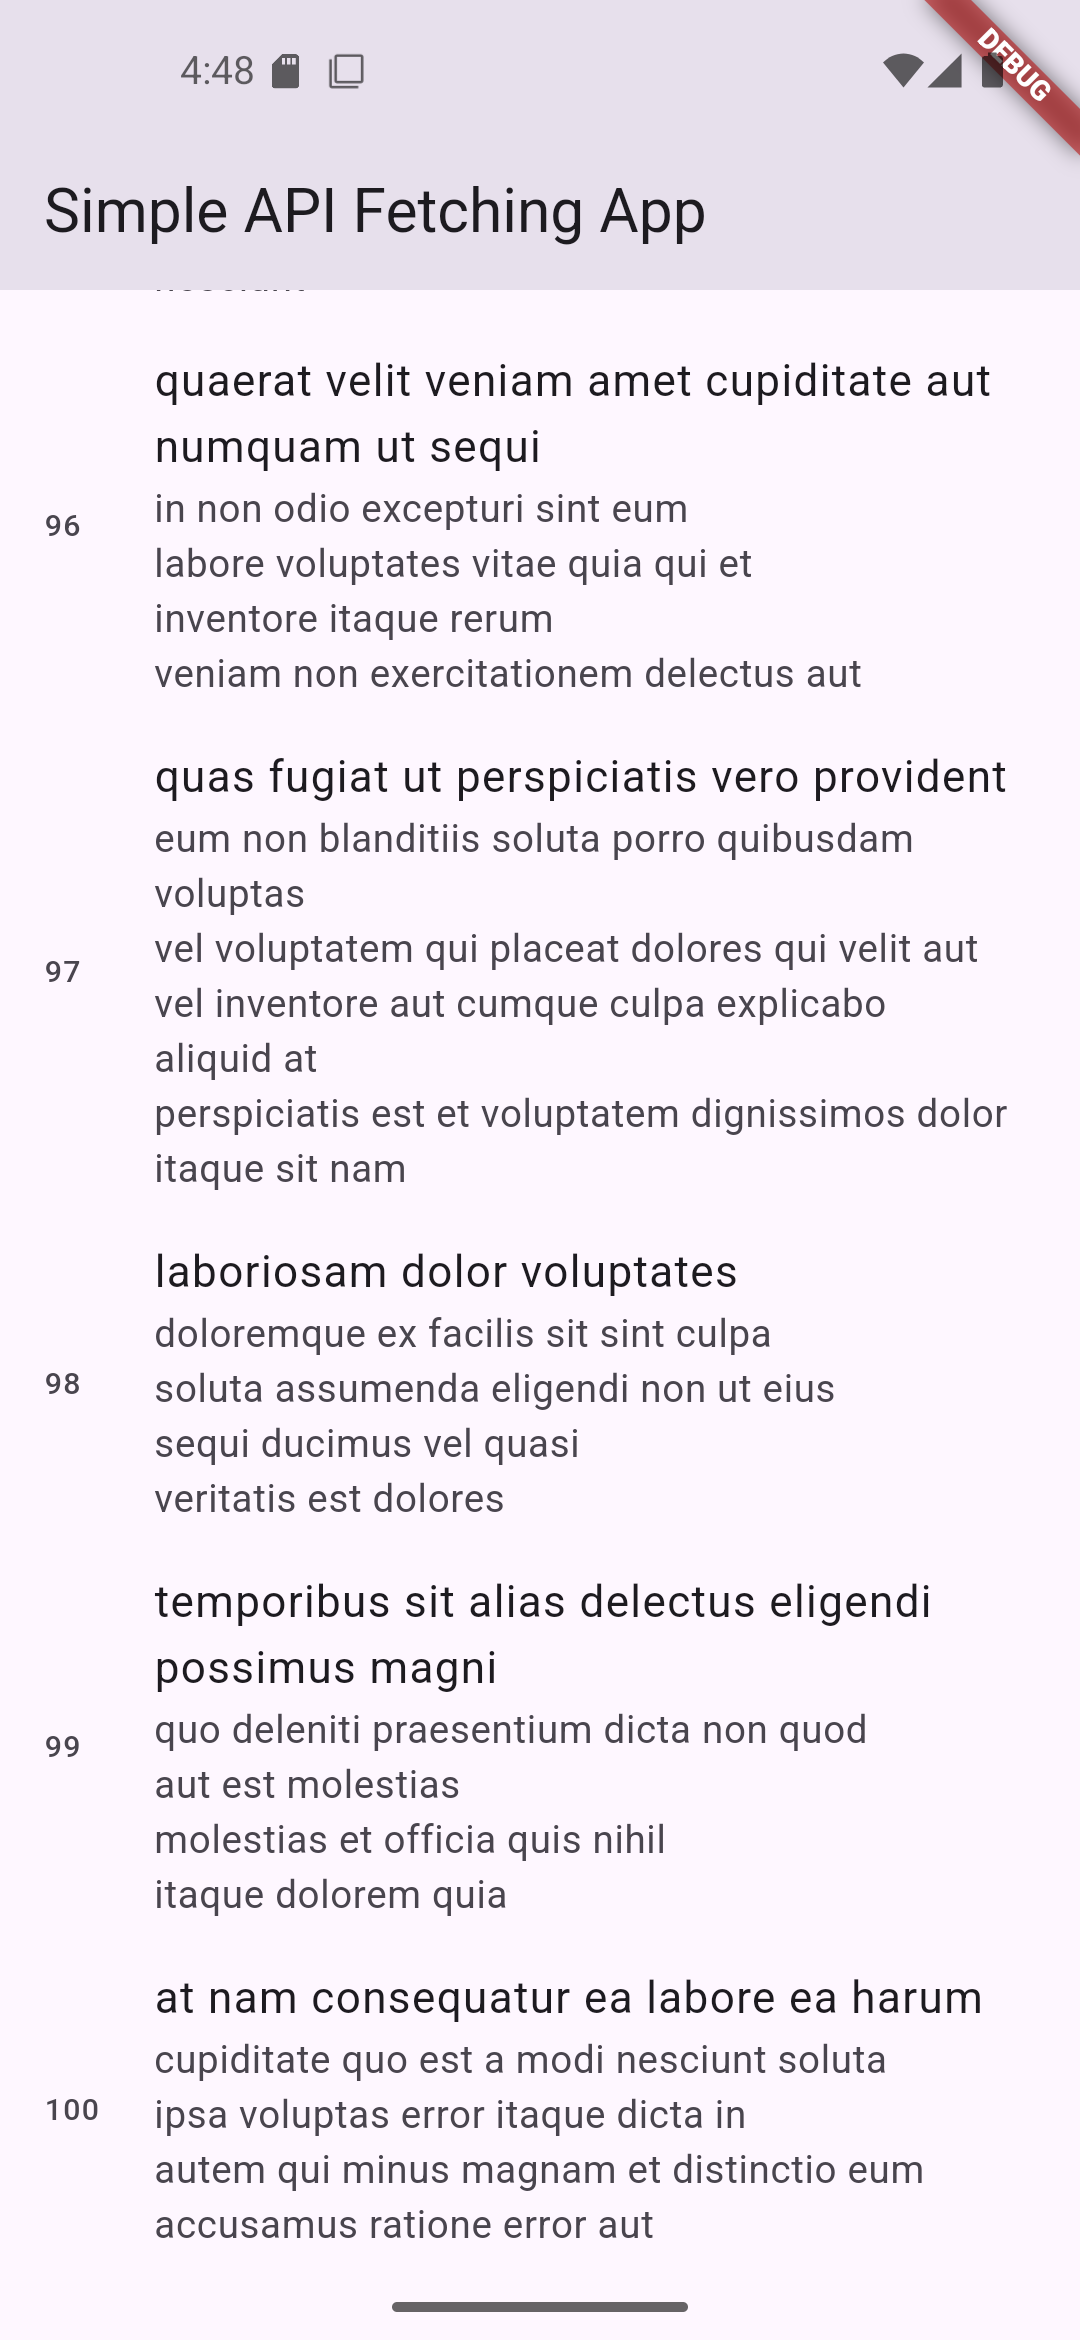 4:48
DEBUG
Simple API Fetching App
quaerat velit veniam amet cupiditate aut
numquam ut sequi
96
in non odio excepturi sint eum
labore voluptates vitae quia qui et
inventore itaque rerum
veniam non exercitationem delectus aut
quas fugiat ut perspiciatis vero provident
eum non blanditiis soluta porro quibusdam
voluptas
vel voluptatem qui placeat dolores qui velit aut
97
vel inventore aut cumque culpa explicabo
aliquid at
perspiciatis est et voluptatem dignissimos dolor
itaque sit nam
laboriosam dolor voluptates
doloremque ex facilis sit sint culpa
98
soluta assumenda eligendi non ut eius
sequi ducimus vel quasi
veritatis est dolores
temporibus sit alias delectus eligendi
possimus magni
99
quo deleniti praesentium dicta non quod
aut est molestias
molestias et officia quis nihil
itaque dolorem quia
at nam consequatur ea labore ea harum
cupiditate quo est a modi nesciunt soluta
100
ipsa voluptas error itaque dicta in
autem qui minus magnam et distinctio eum
accusamus ratione error aut